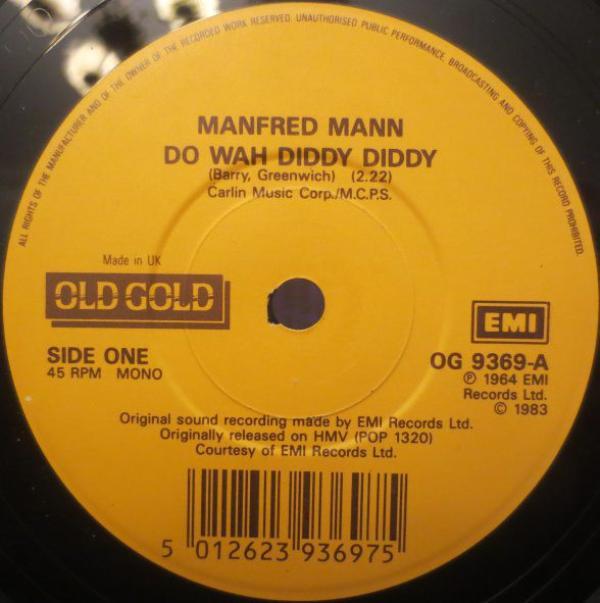 ALL RIGHTS OF THE MANUFACTURER AND OF THE OWNER OF THE RECORDED WORK RESERVED. UNAUTHORISED PUBLIC PERFORMANCE, BROADCASTING AND COPYING OF THIS RECORD PROHIBITED.
MANFRED MANN
DO WAH DIDDY DIDDY
(Barry, Greenwich) (2.22)
Carlin Music Corp./M.C.P.S.
Made in UK
OLD GOLD
EMI
SIDE ONE
45 RPM MONO
OG 9369-A
℗ 1964 EMI
Records Ltd.
© 1983
Original sound recording made by EMI Records Ltd.
Originally released on HMV (POP 1320)
Courtesy of EMI Records Ltd.
5 012623 936975